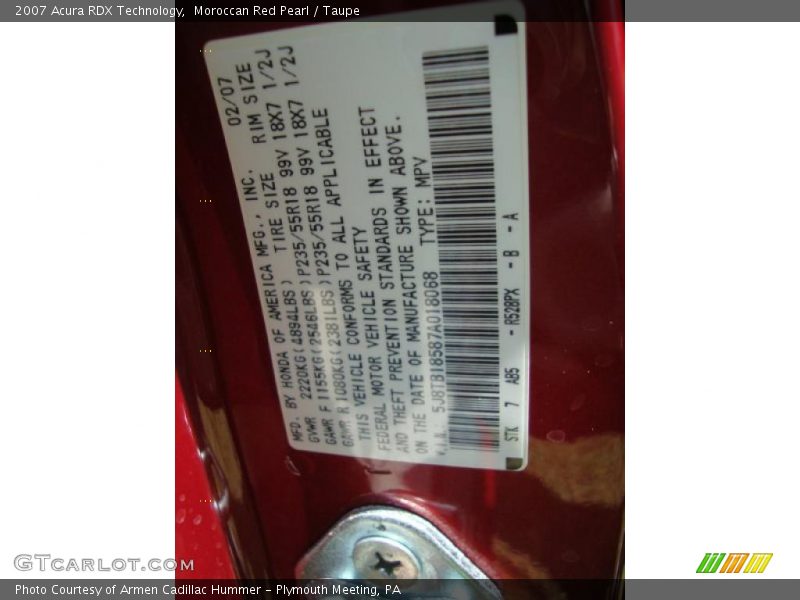 2007 Acura RDX Technology, Moroccan Red Pearl / Taupe
02/07
MFD. BY HONDA OF AMERICA MFG., INC.
TIRE SIZE RIM SIZE
GVWR 2220KG(4894LBS)
GAWR F1155KG(2546LBS)P235/55R18 99V 18X7 1/2J
GAWR R1080KG(2381LBS)P235/55R18 99V 18X7 1/2J
THIS VEHICLE CONFORMS TO ALL APPLICABLE
FEDERAL MOTOR VEHICLE SAFETY
AND THEFT PREVENTION STANDARDS IN EFFECT
ON THE DATE OF MANUFACTURE SHOWN ABOVE.
V.I.N.: 5J8TB18587A018068 TYPE: MPV
STK 7 AB5 - R528PX - B - A
GTCARLOT.COM
Photo Courtesy of Armen Cadillac Hummer - Plymouth Meeting, PA